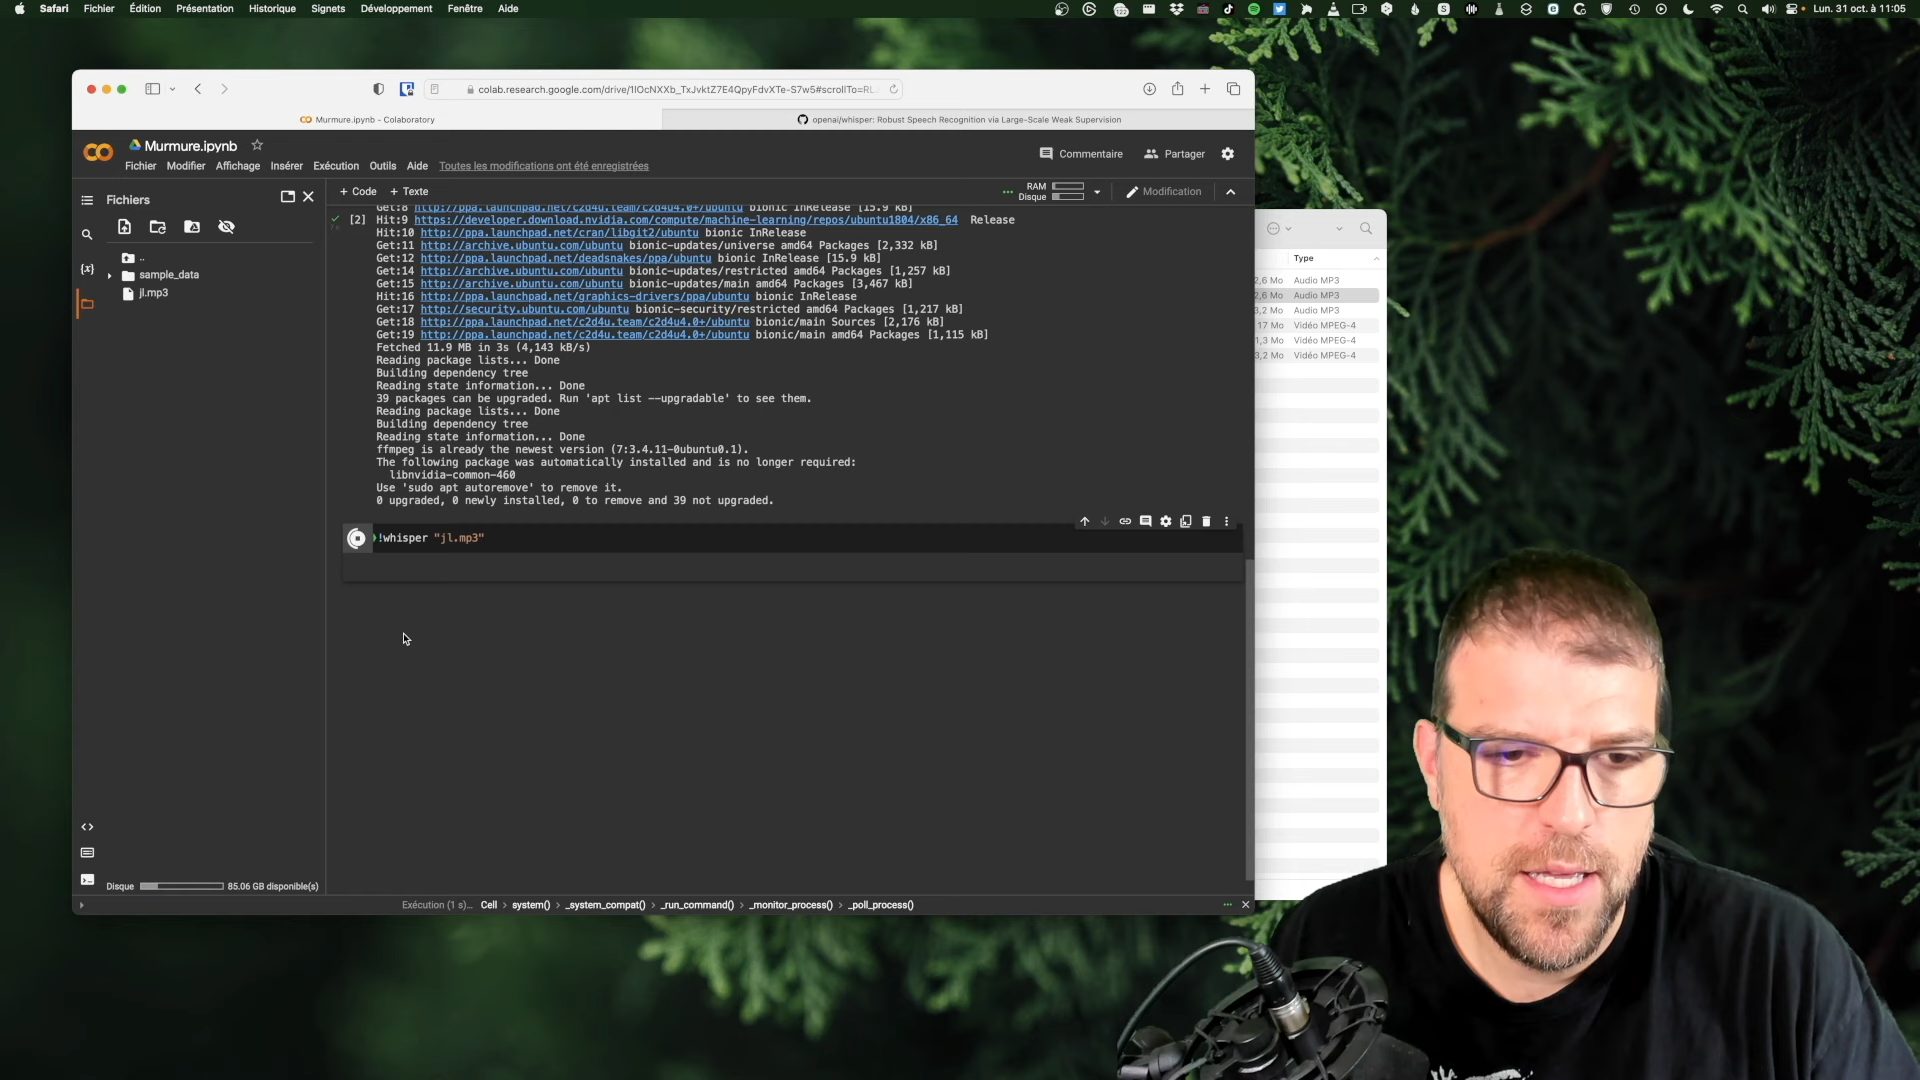 Safari Fichier Édition Présentation Historique Signets Développement Fenêtre Aide
Lun. 31 oct. à 11:05
colab.research.google.com/drive/1IOcNXXb_TxJvktZ7E4QpyFdvXTe-S7w5#scrollTo=RL
Murmure.ipynb - Colaboratory
openai/whisper: Robust Speech Recognition via Large-Scale Weak Supervision
Murmure.ipynb
Commentaire
Partager
Fichier Modifier Affichage Insérer Exécution Outils Aide Toutes les modifications ont été enregistrées
Fichiers
+ Code + Texte
RAM
Disque
Modification
..
sample_data
jl.mp3
Get:8 http://ppa.launchpad.net/c2d4u.team/c2d4u4.0+/ubuntu bionic InRelease [15.9 kB]
[2] Hit:9 https://developer.download.nvidia.com/compute/machine-learning/repos/ubuntu1804/x86_64 Release
Hit:10 http://ppa.launchpad.net/cran/libgit2/ubuntu bionic InRelease
Get:11 http://archive.ubuntu.com/ubuntu bionic-updates/universe amd64 Packages [2,332 kB]
Get:12 http://ppa.launchpad.net/deadsnakes/ppa/ubuntu bionic InRelease [15.9 kB]
Get:14 http://archive.ubuntu.com/ubuntu bionic-updates/restricted amd64 Packages [1,257 kB]
Get:15 http://archive.ubuntu.com/ubuntu bionic-updates/main amd64 Packages [3,467 kB]
Hit:16 http://ppa.launchpad.net/graphics-drivers/ppa/ubuntu bionic InRelease
Get:17 http://security.ubuntu.com/ubuntu bionic-security/restricted amd64 Packages [1,217 kB]
Get:18 http://ppa.launchpad.net/c2d4u.team/c2d4u4.0+/ubuntu bionic/main Sources [2,176 kB]
Get:19 http://ppa.launchpad.net/c2d4u.team/c2d4u4.0+/ubuntu bionic/main amd64 Packages [1,115 kB]
Fetched 11.9 MB in 3s (4,143 kB/s)
Reading package lists... Done
Building dependency tree
Reading state information... Done
39 packages can be upgraded. Run 'apt list --upgradable' to see them.
Reading package lists... Done
Building dependency tree
Reading state information... Done
ffmpeg is already the newest version (7:3.4.11-0ubuntu0.1).
The following package was automatically installed and is no longer required:
libnvidia-common-460
Use 'sudo apt autoremove' to remove it.
0 upgraded, 0 newly installed, 0 to remove and 39 not upgraded.
!whisper "jl.mp3"
Disque
85.06 GB disponible(s)
Exécution (1 s)... Cell > system() > _system_compat() > _run_command() > _monitor_process() > _poll_process()
Type
2,6 Mo Audio MP3
2,6 Mo Audio MP3
3,2 Mo Audio MP3
17 Mo Vidéo MPEG-4
1,3 Mo Vidéo MPEG-4
3,2 Mo Vidéo MPEG-4